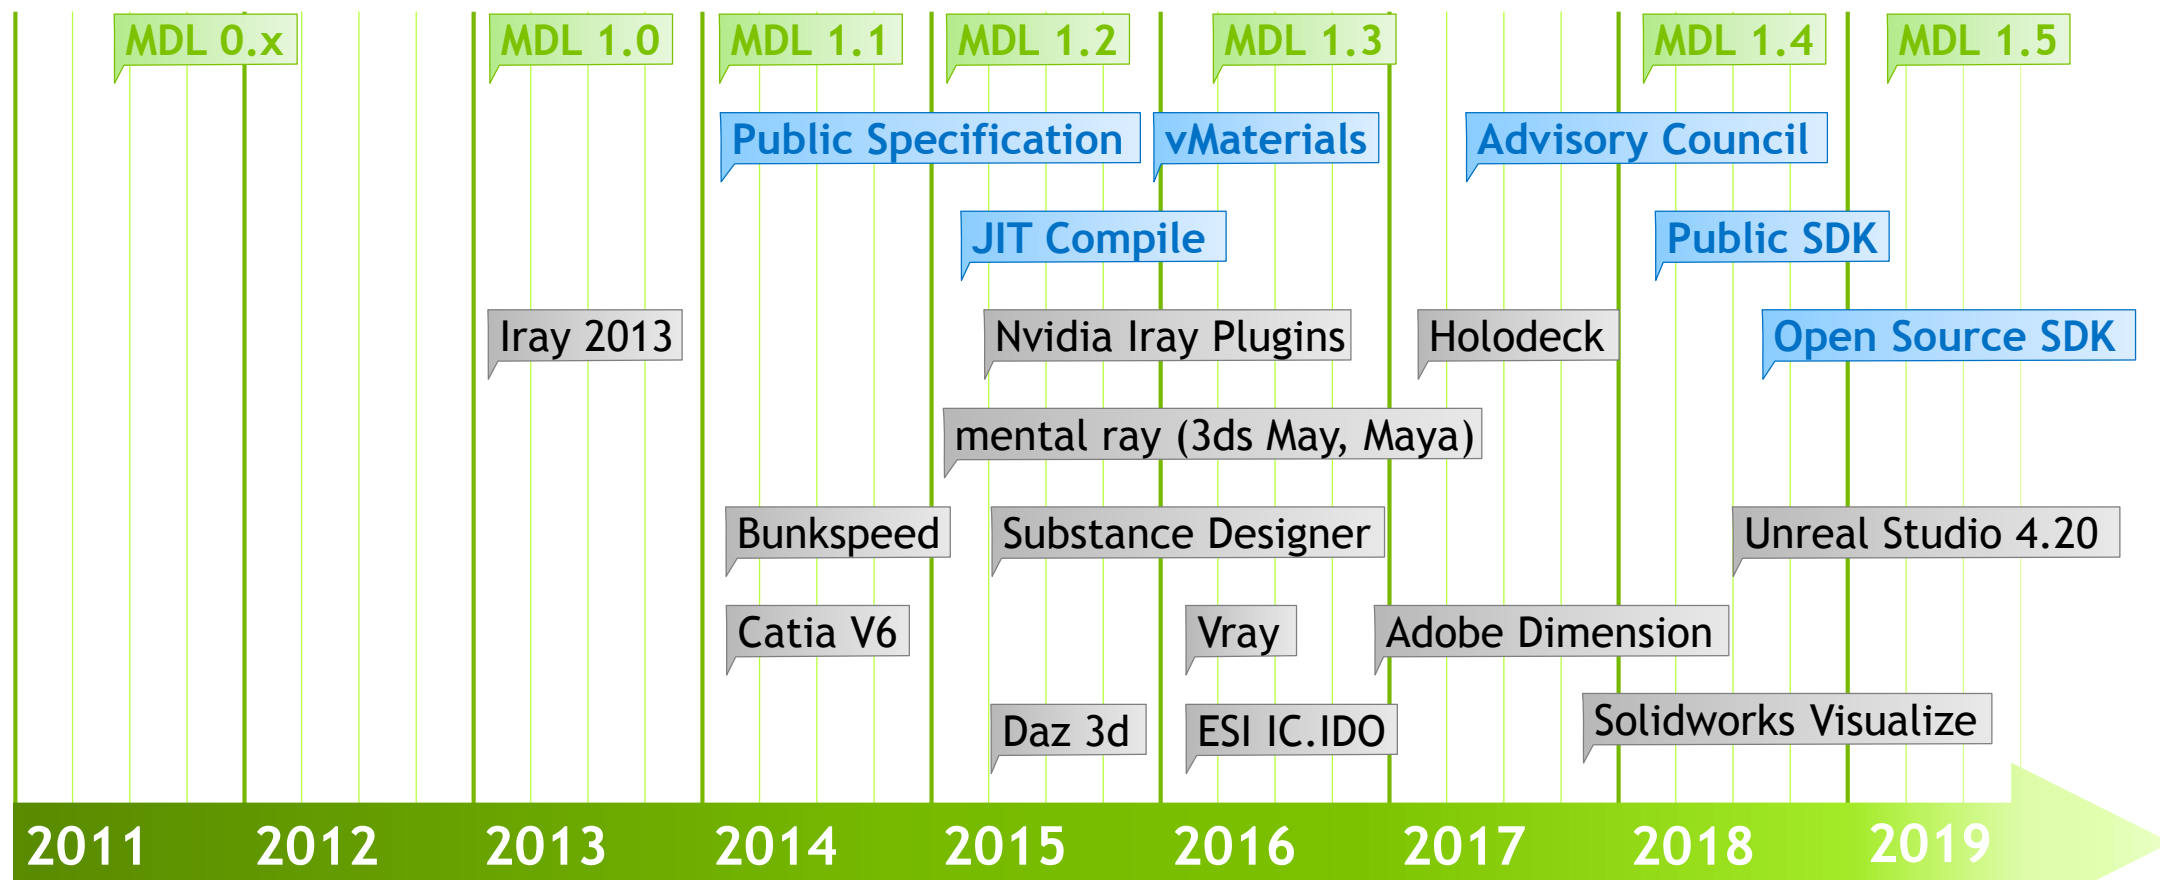 MDL 0.x
MDL 1.0
MDL 1.1
MDL 1.2
MDL 1.3
MDL 1.4
MDL 1.5
Public Specification
vMaterials
Advisory Council
JIT Compile
Public SDK
Iray 2013
Nvidia Iray Plugins
Holodeck
Open Source SDK
mental ray (3ds May, Maya)
Bunkspeed
Substance Designer
Unreal Studio 4.20
Catia V6
Vray
Adobe Dimension
Daz 3d
ESI IC.IDO
Solidworks Visualize
2011
2012
2013
2014
2015
2016
2017
2018
2019